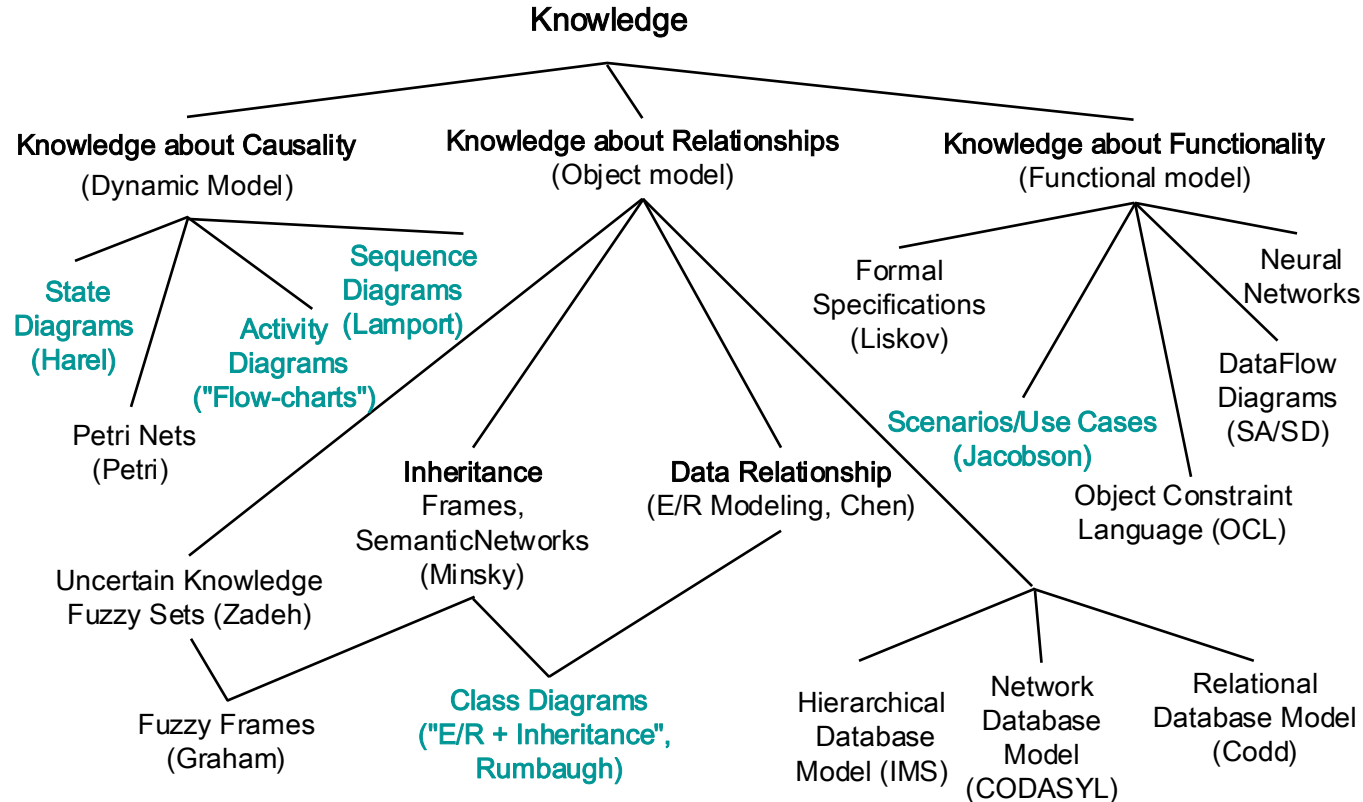 Knowledge
Knowledge about Causality
(Dynamic Model)
Knowledge about Relationships
(Object model)
Knowledge about Functionality
(Functional model)
State
Diagrams
(Harel)
Petri Nets
(Petri)
Activity
Diagrams
("Flow-charts")
Sequence
Diagrams
(Lamport)
Formal
Specifications
(Liskov)
Scenarios/Use Cases
(Jacobson)
Object Constraint
Language (OCL)
DataFlow
Diagrams
(SA/SD)
Neural
Networks
Uncertain Knowledge
Fuzzy Sets (Zadeh)
Inheritance
Frames,
SemanticNetworks
(Minsky)
Data Relationship
(E/R Modeling, Chen)
Fuzzy Frames
(Graham)
Class Diagrams
("E/R + Inheritance",
Rumbaugh)
Hierarchical
Database
Model (IMS)
Network
Database
Model
(CODASYL)
Relational
Database Model
(Codd)